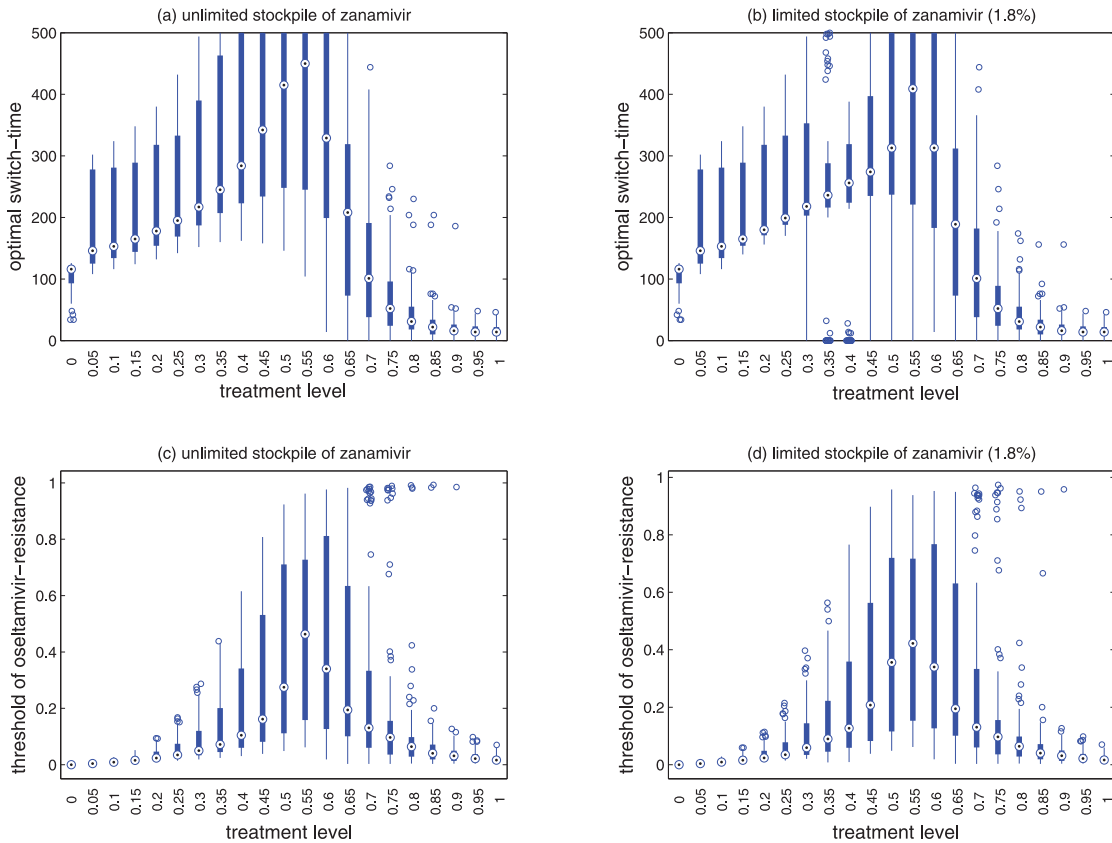 (a) unlimited stockpile of zanamivir
500
400
300
200
100
0
optimal switch-time
0 0.05 0.1 0.15 0.2 0.25 0.3 0.35 0.4 0.45 0.5 0.55 0.6 0.65 0.7 0.75 0.8 0.85 0.9 0.95 1
treatment level
(b) limited stockpile of zanamivir (1.8%)
500
400
300
200
100
0
optimal switch-time
0 0.05 0.1 0.15 0.2 0.25 0.3 0.35 0.4 0.45 0.5 0.55 0.6 0.65 0.7 0.75 0.8 0.85 0.9 0.95 1
treatment level
(c) unlimited stockpile of zanamivir
1
0.8
0.6
0.4
0.2
0
threshold of oseltamivir-resistance
0 0.05 0.1 0.15 0.2 0.25 0.3 0.35 0.4 0.45 0.5 0.55 0.6 0.65 0.7 0.75 0.8 0.85 0.9 0.95 1
treatment level
(d) limited stockpile of zanamivir (1.8%)
1
0.8
0.6
0.4
0.2
0
threshold of oseltamivir-resistance
0 0.05 0.1 0.15 0.2 0.25 0.3 0.35 0.4 0.45 0.5 0.55 0.6 0.65 0.7 0.75 0.8 0.85 0.9 0.95 1
treatment level